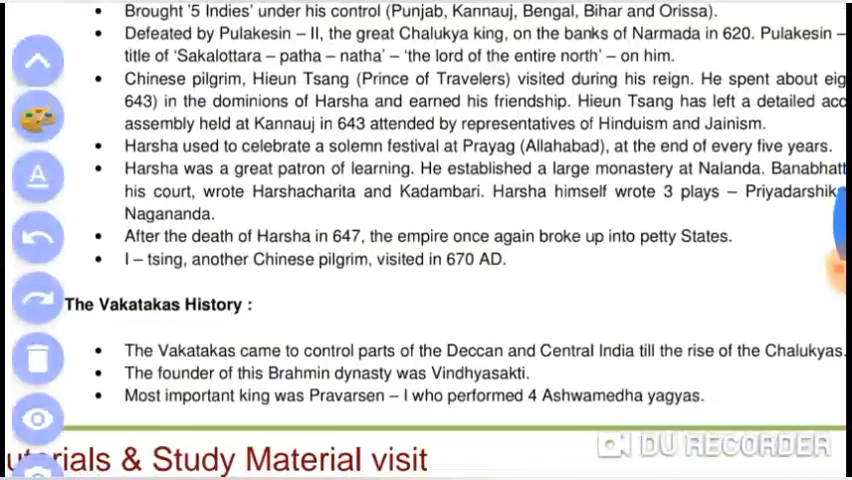 Brought '5 Indies' under his control (Punjab, Kannauj, Bengal, Bihar and Orissa).
Defeated by Pulakesin – II, the great Chalukya king, on the banks of Narmada in 620. Pulakesin –
title of 'Sakalottara – patha – natha' – 'the lord of the entire north' – on him.
Chinese pilgrim, Hieun Tsang (Prince of Travelers) visited during his reign. He spent about eig
643) in the dominions of Harsha and earned his friendship. Hieun Tsang has left a detailed acc
assembly held at Kannauj in 643 attended by representatives of Hinduism and Jainism.
Harsha used to celebrate a solemn festival at Prayag (Allahabad), at the end of every five years.
Harsha was a great patron of learning. He established a large monastery at Nalanda. Banabhatt
his court, wrote Harshacharita and Kadambari. Harsha himself wrote 3 plays – Priyadarshik
Nagananda.
After the death of Harsha in 647, the empire once again broke up into petty States.
I – tsing, another Chinese pilgrim, visited in 670 AD.
The Vakatakas History :
The Vakatakas came to control parts of the Deccan and Central India till the rise of the Chalukyas.
The founder of this Brahmin dynasty was Vindhyasakti.
Most important king was Pravarsen – I who performed 4 Ashwamedha yagyas.
DU RECORDER
utorials & Study Material visit